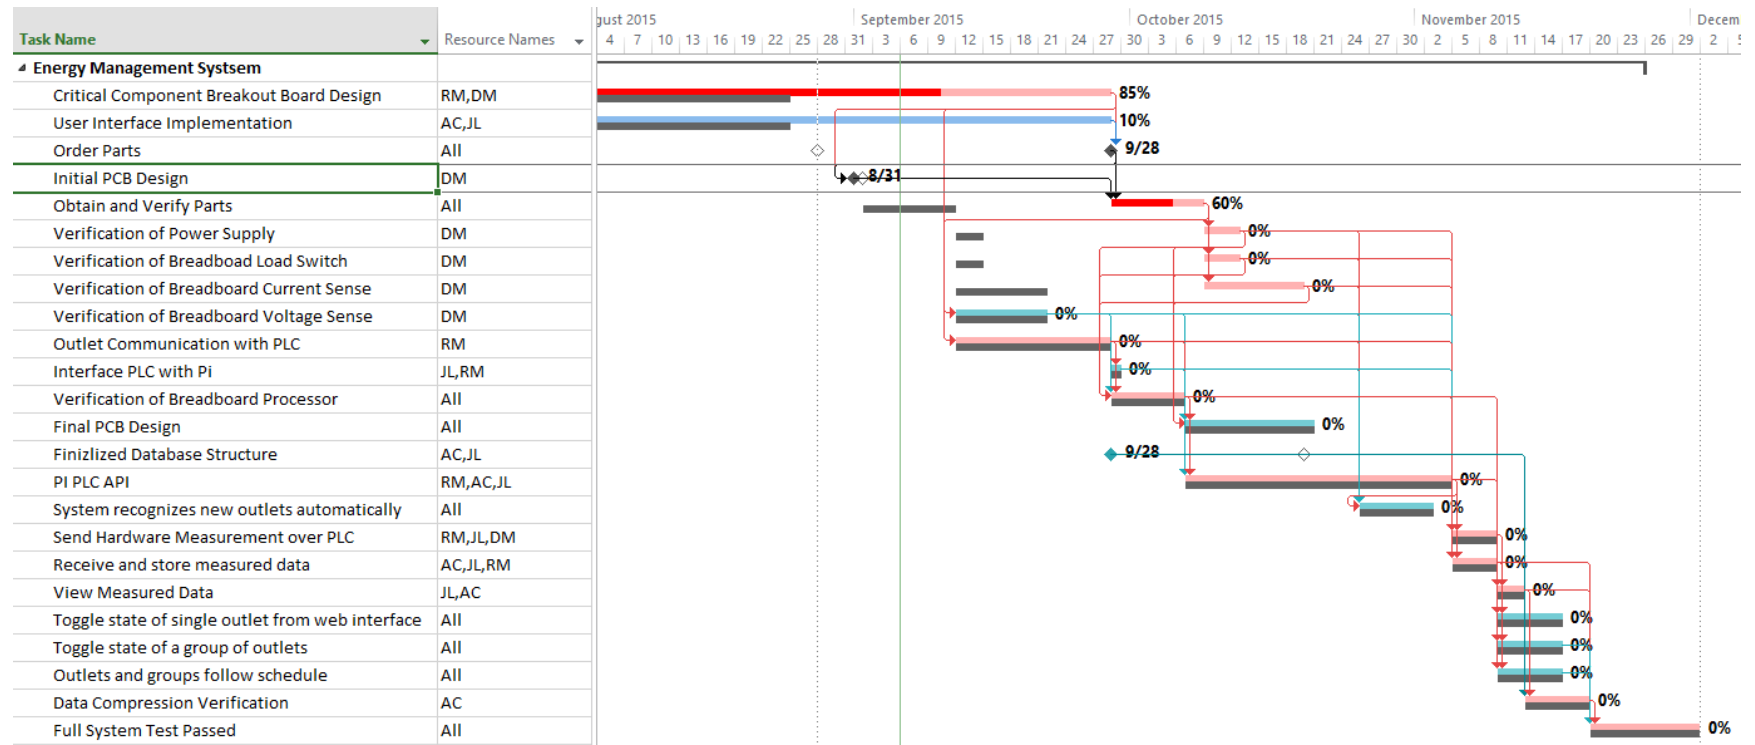 gust 2015 September 2015 October 2015 November 2015 Decem
Task Name Resource Names 4 7 10 13 16 19 22 25 28 31 3 6 9 12 15 18 21 24 27 30 3 6 9 12 15 18 21 24 27 30 2 5 8 11 14 17 20 23 26 29 2 5
Energy Management Systsem
Critical Component Breakout Board Design RM,DM 85%
User Interface Implementation AC,JL 10%
Order Parts All 9/28
Initial PCB Design DM 8/31
Obtain and Verify Parts All 60%
Verification of Power Supply DM 0%
Verification of Breadboad Load Switch DM 0%
Verification of Breadboard Current Sense DM 0%
Verification of Breadboard Voltage Sense DM 0%
Outlet Communication with PLC RM 0%
Interface PLC with Pi JL,RM 0%
Verification of Breadboard Processor All 0%
Final PCB Design All 0%
Finizlized Database Structure AC,JL 9/28
PI PLC API RM,AC,JL 0%
System recognizes new outlets automatically All 0%
Send Hardware Measurement over PLC RM,JL,DM 0%
Receive and store measured data AC,JL,RM 0%
View Measured Data JL,AC 0%
Toggle state of single outlet from web interface All 0%
Toggle state of a group of outlets All 0%
Outlets and groups follow schedule All 0%
Data Compression Verification AC 0%
Full System Test Passed All 0%